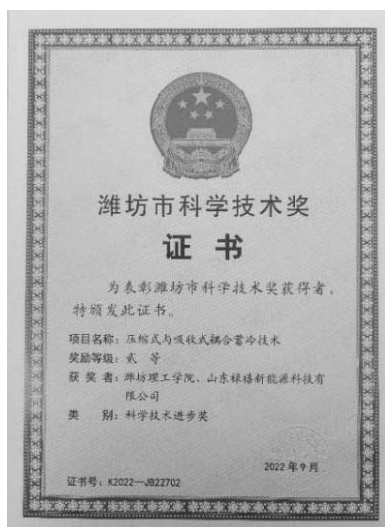 潍坊市科学技术奖
证 书
为表彰潍坊市科学技术奖获得者，
特颁发此证书。
项目名称：压缩式与吸收式耦合蓄冷技术
奖励等级：贰 等
获 奖 者：潍坊理工学院、山东禄禧新能源科技有
限公司
类 别：科学技术进步奖
2022年9月
证书号：K2022—JB22702